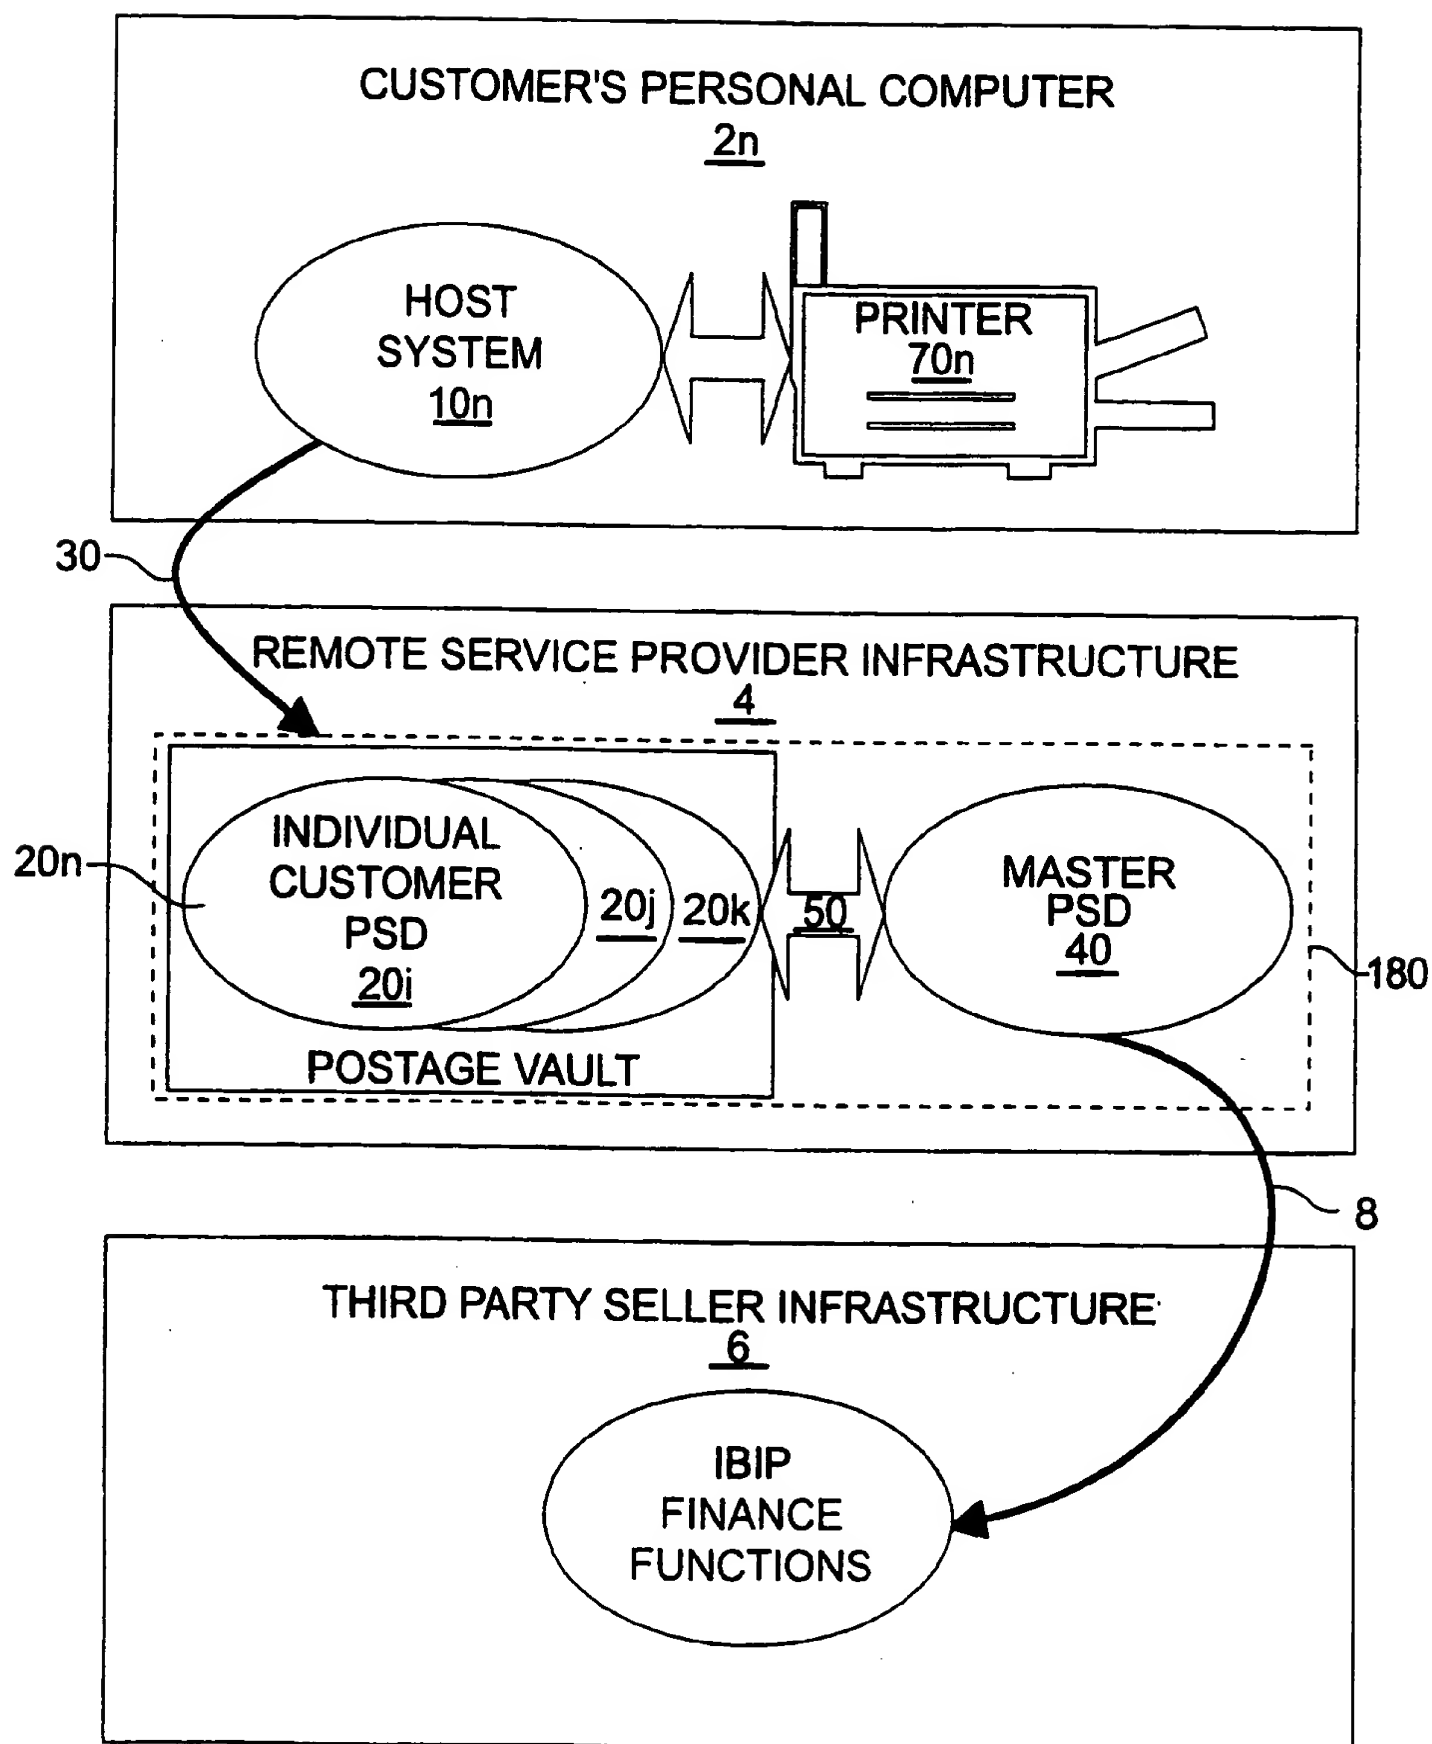 CUSTOMER'S PERSONAL COMPUTER
2n
HOST
SYSTEM
10n
PRINTER
70n
30
REMOTE SERVICE PROVIDER INFRASTRUCTURE
4
20n
INDIVIDUAL
CUSTOMER
PSD
20i
20j
20k
POSTAGE VAULT
50
MASTER
PSD
40
180
8
THIRD PARTY SELLER INFRASTRUCTURE
6
IBIP
FINANCE
FUNCTIONS